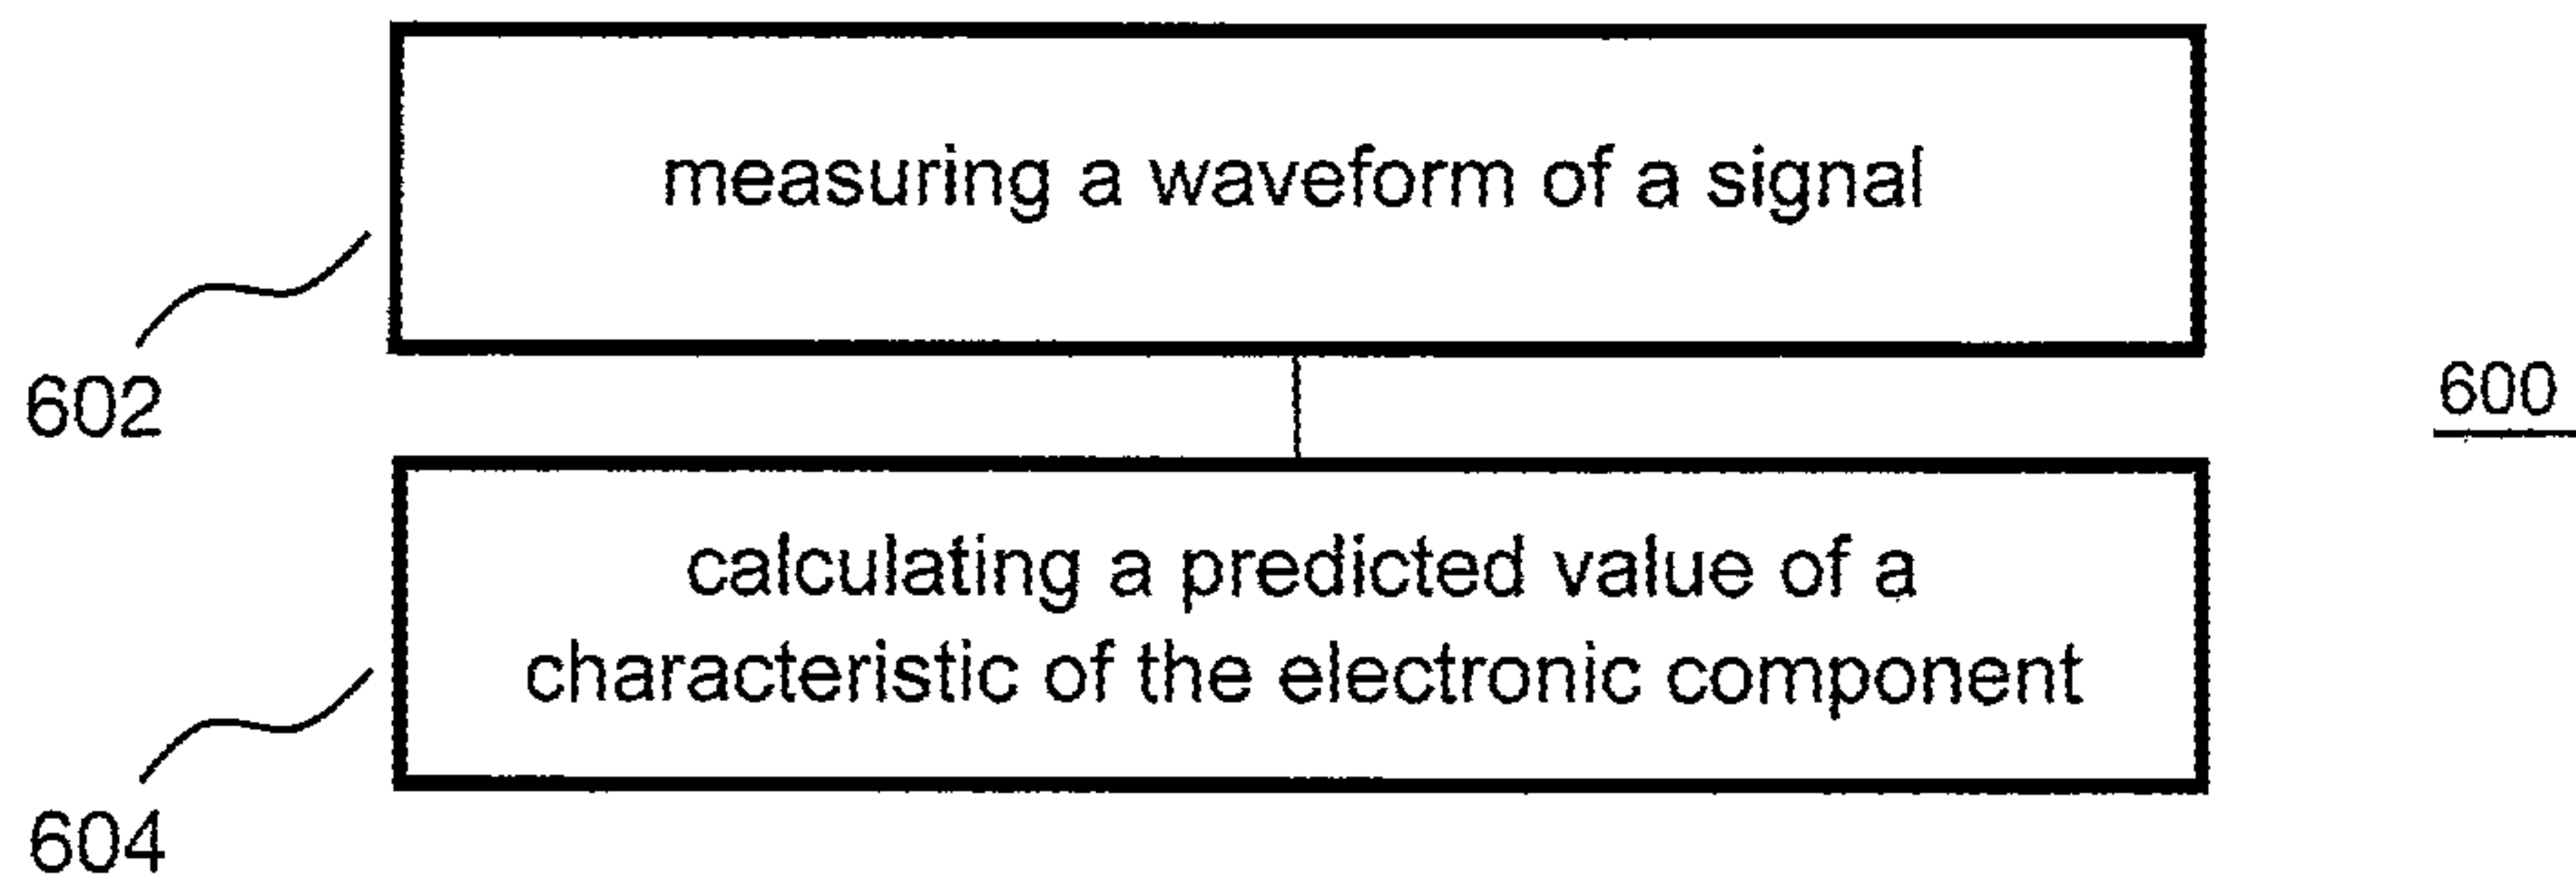 measuring a waveform of a signal
602
600
calculating a predicted value of a
characteristic of the electronic component
604